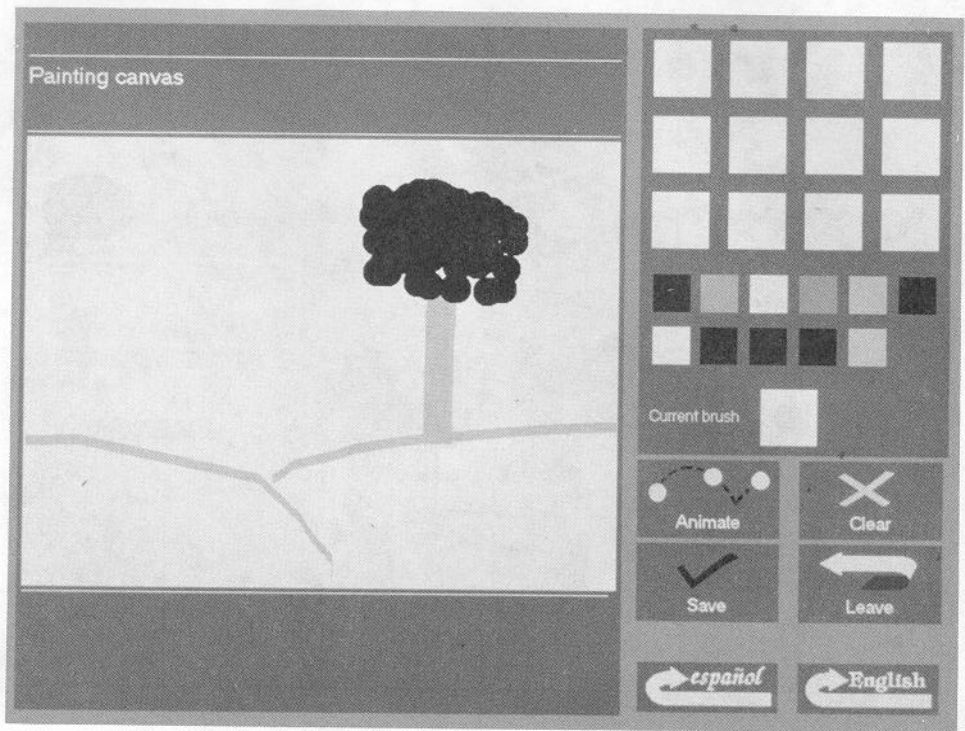 Painting canvas
Current brush
Animate
Clear
Save
Leave
español
English